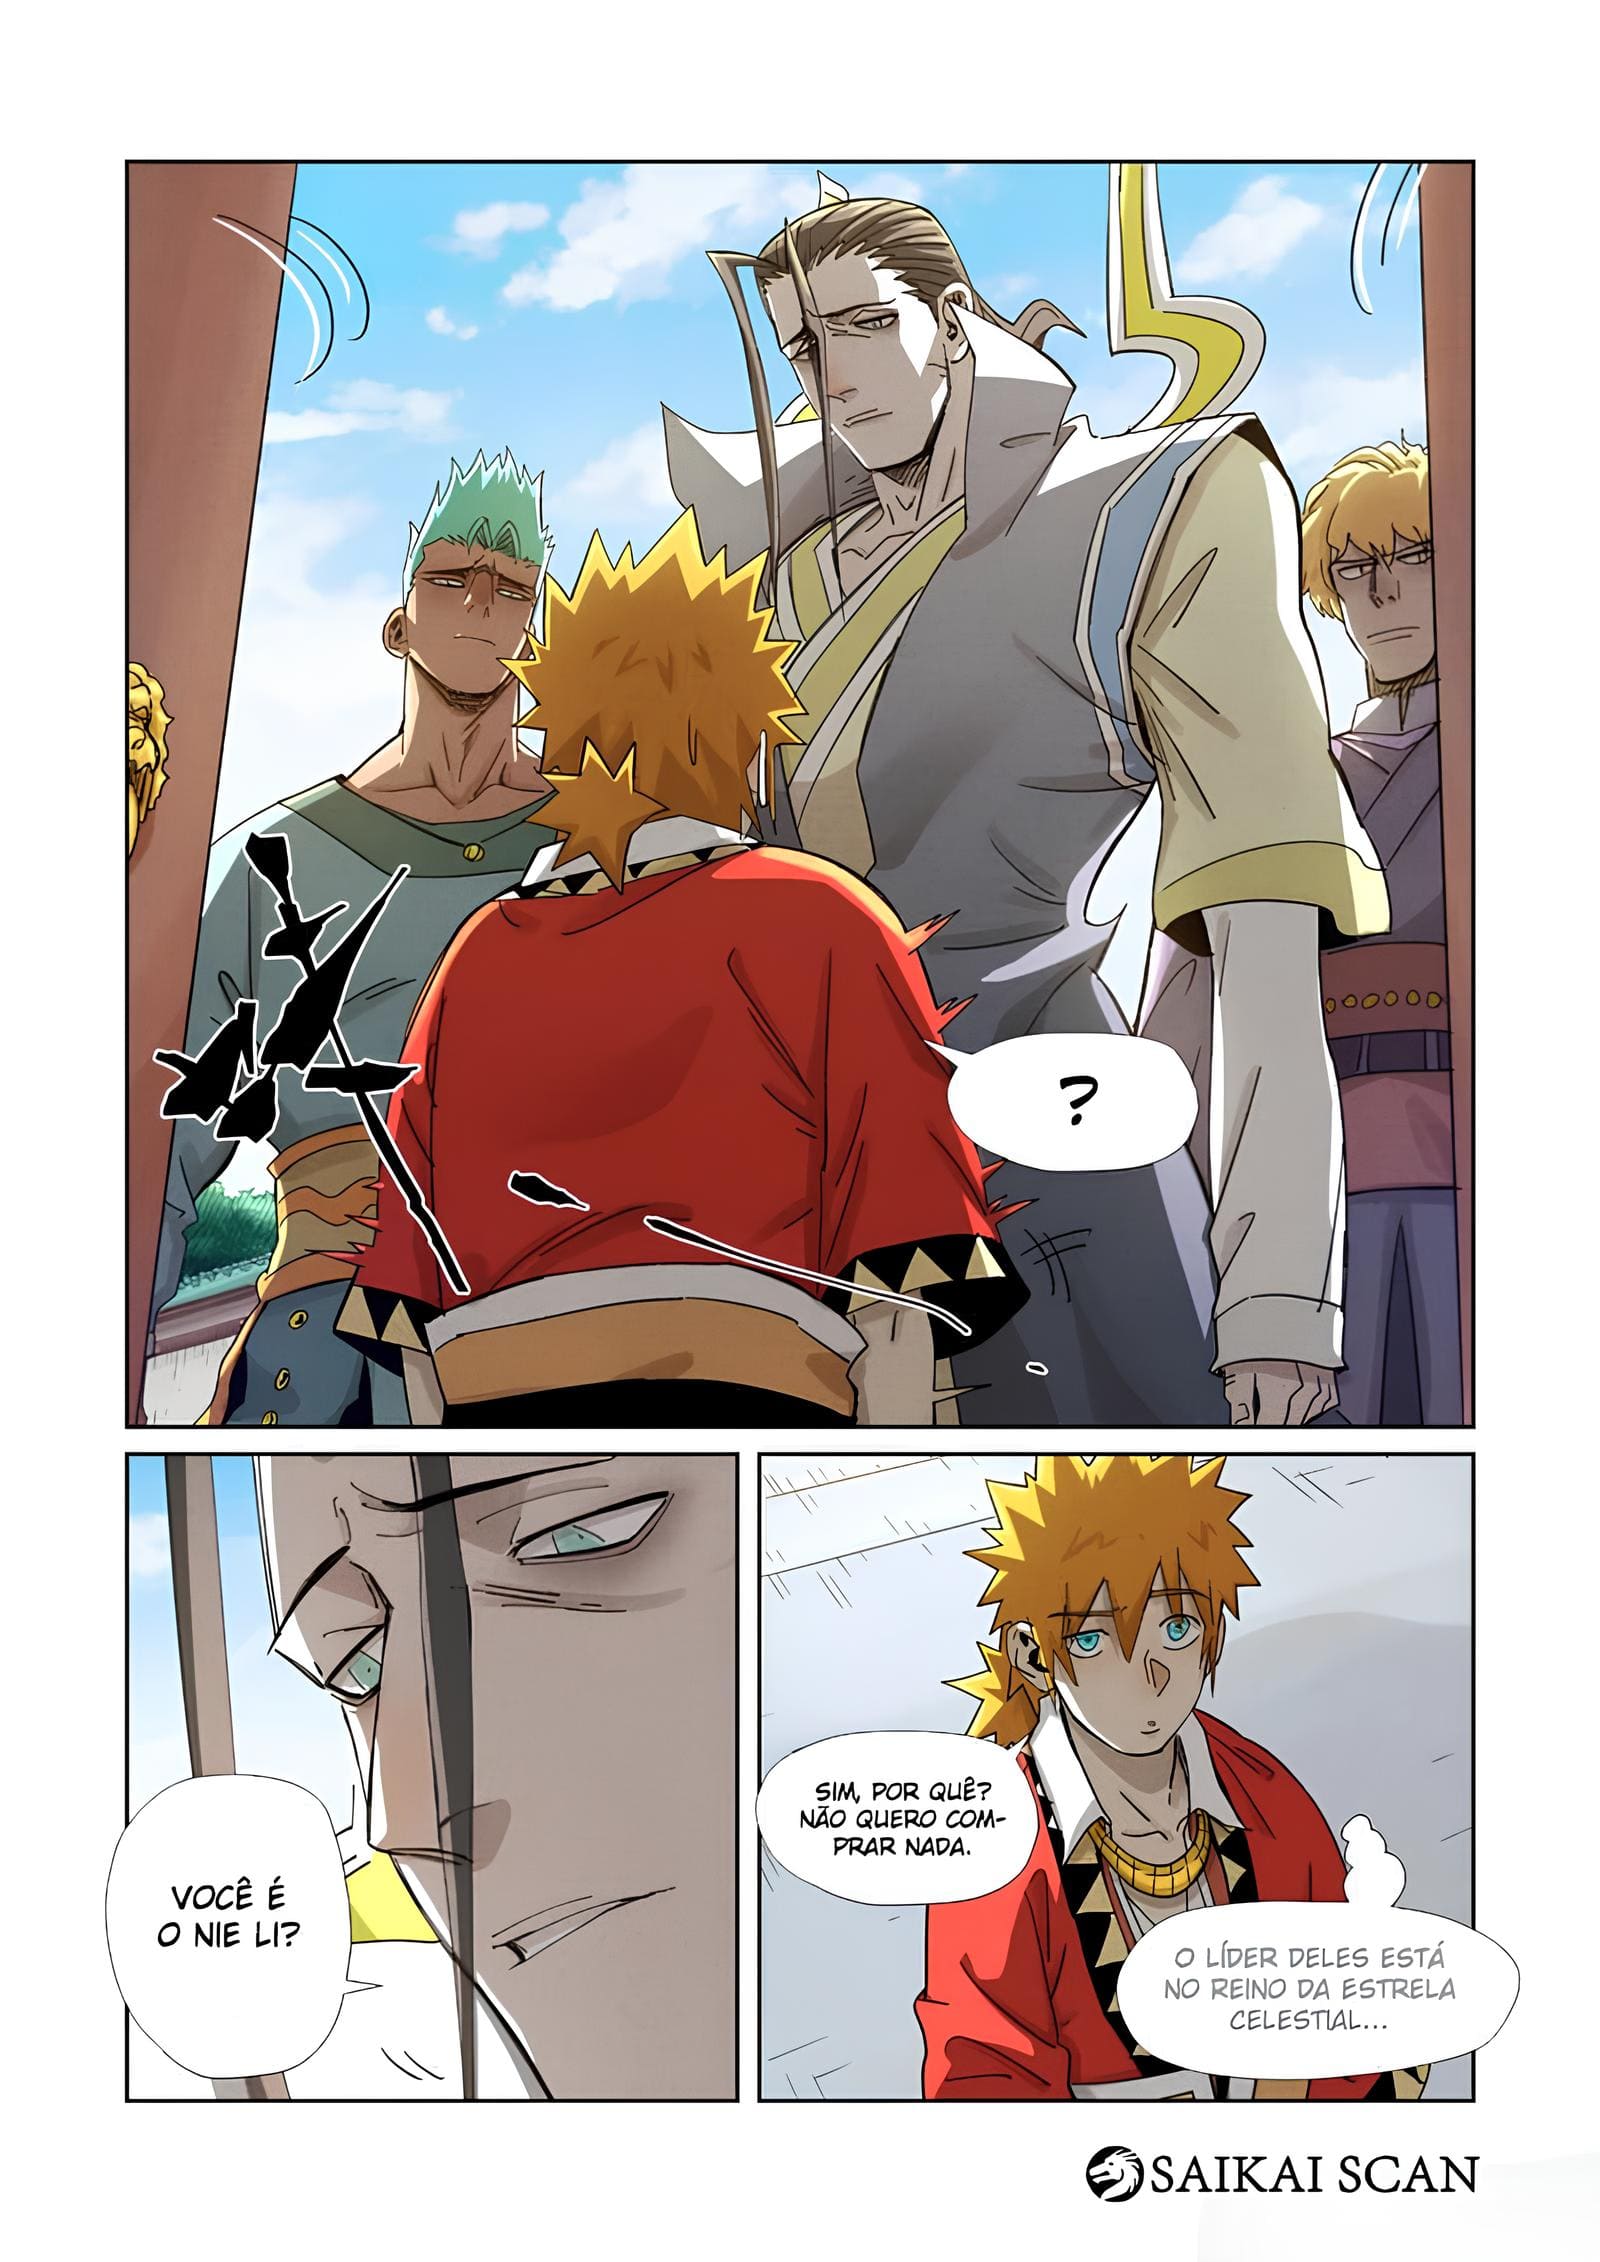 ?
VOCÊ É
O NIE LI?
SIM, POR QUÊ?
NÃO QUERO COM-
PRAR NADA.
O LÍDER DELES ESTÁ
NO REINO DA ESTRELA
CELESTIAL...
SAIKAI SCAN